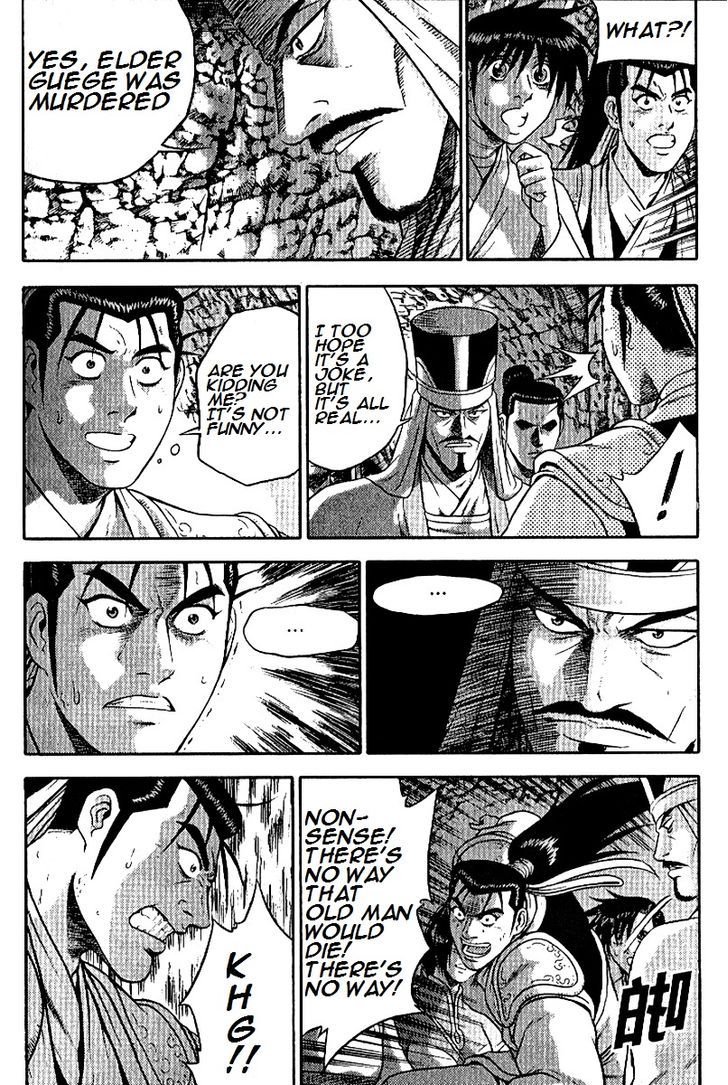 YES, ELDER
GUEGE WAS
MURDERED
WHAT?!
ARE YOU
KIDDING
ME?
IT'S NOT
FUNNY...
I TOO
HOPE
IT'S A
JOKE,
BUT
IT'S ALL
REAL...
!
...
...
KHG!!
NON-
SENSE!
THERE'S
NO WAY
THAT
OLD MAN
WOULD
DIE!
THERE'S
NO WAY!